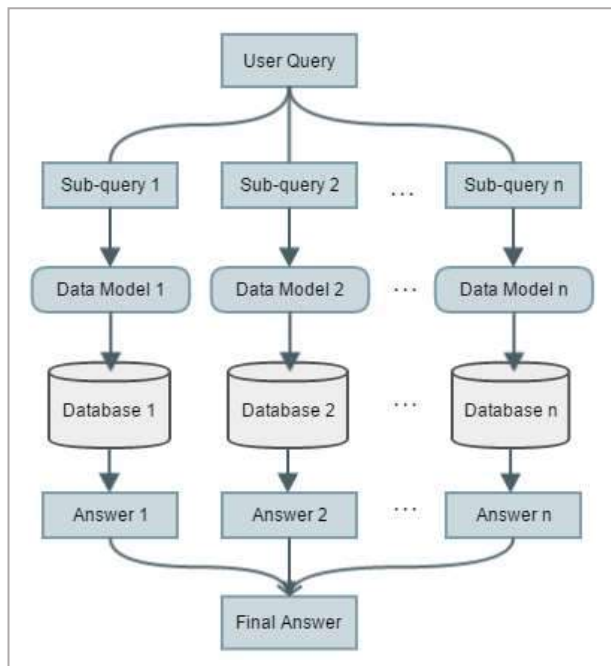 User Query
Sub-query 1 Sub-query 2 ... Sub-query n
Data Model 1 Data Model 2 ... Data Model n
Database 1 Database 2 ... Database n
Answer 1 Answer 2 ... Answer n
Final Answer